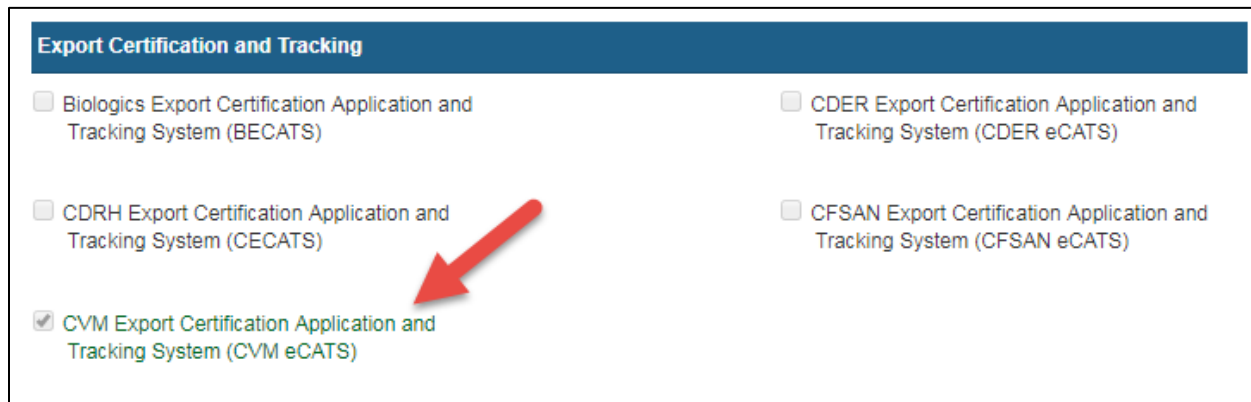 Export Certification and Tracking
Biologics Export Certification Application and
Tracking System (BECATS)
CDER Export Certification Application and
Tracking System (CDER eCATS)
CDRH Export Certification Application and
Tracking System (CECATS)
CFSAN Export Certification Application and
Tracking System (CFSAN eCATS)
CVM Export Certification Application and
Tracking System (CVM eCATS)